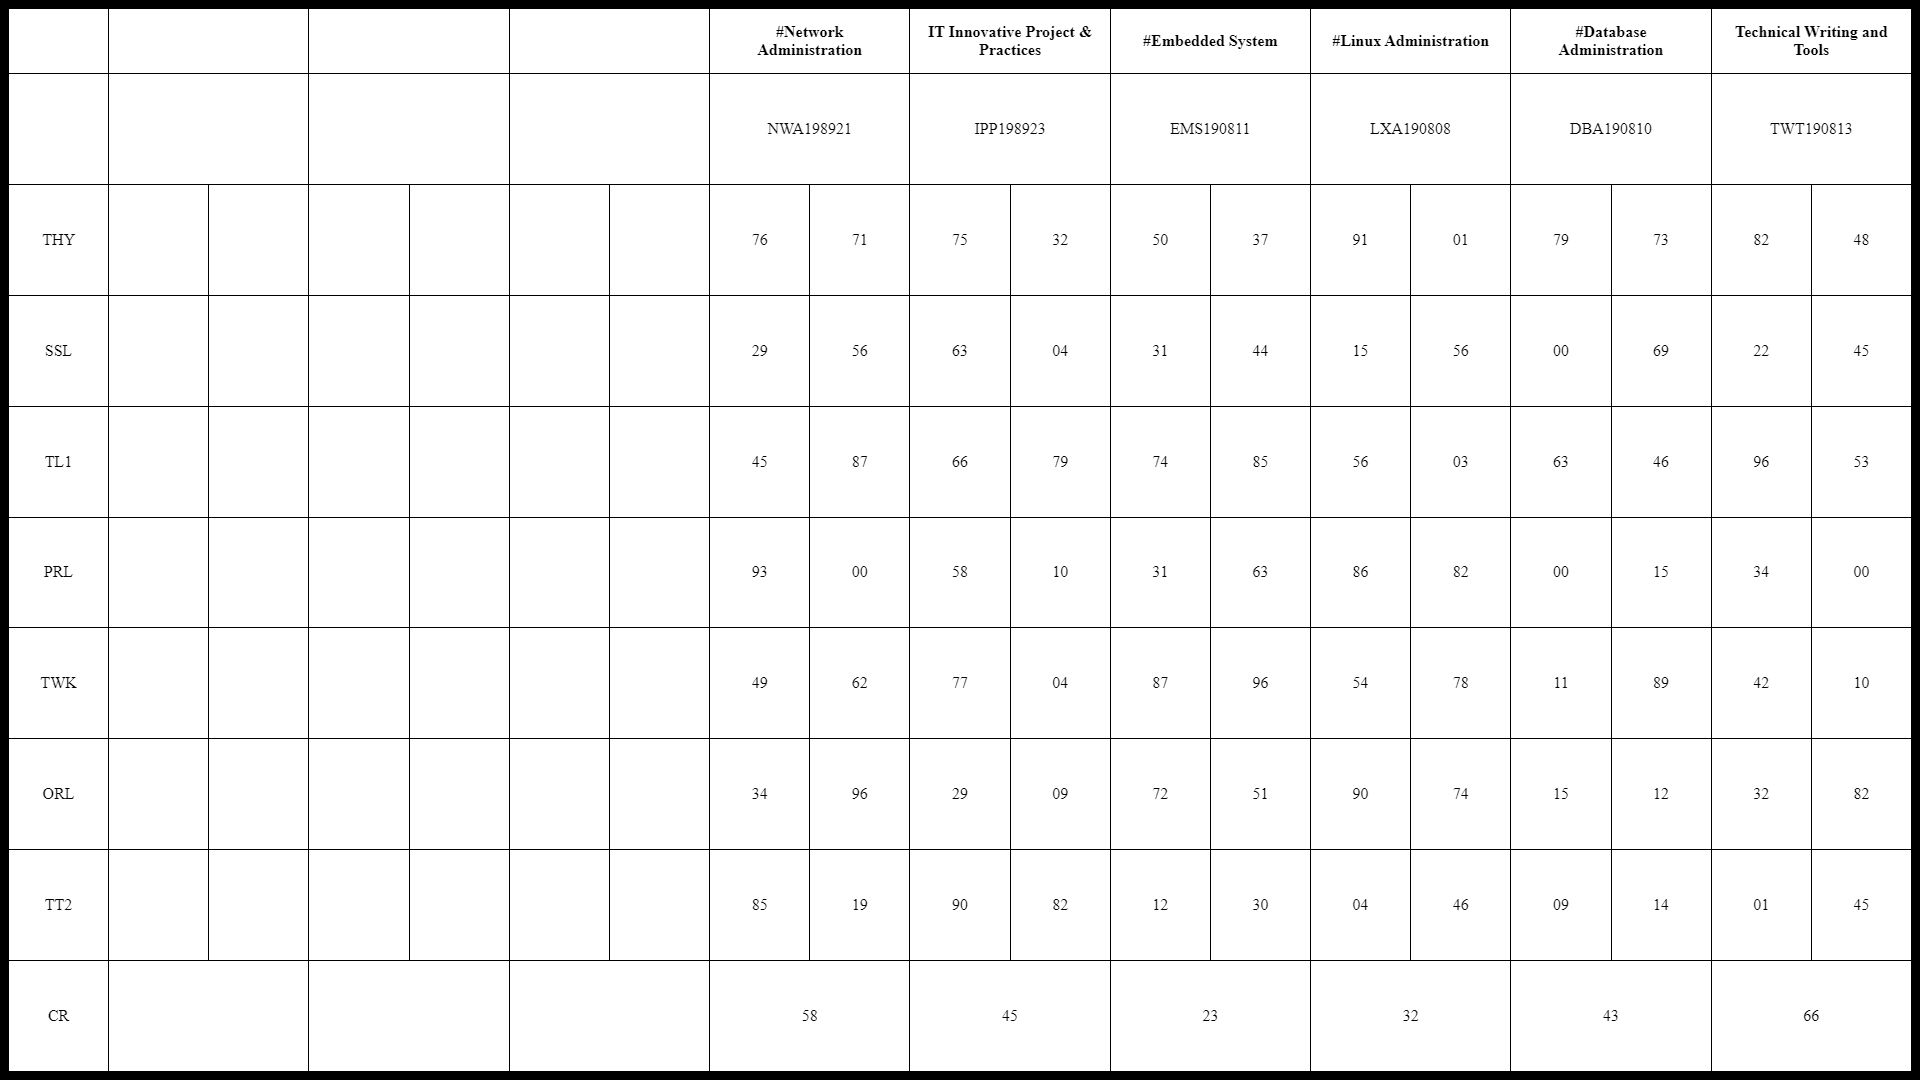 #Network Administration IT Innovative Project & Practices #Embedded System #Linux Administration #Database Administration Technical Writing and Tools
NWA198921 IPP198923 EMS190811 LXA190808 DBA190810 TWT190813
THY 76 71 75 32 50 37 91 01 79 73 82 48
SSL 29 56 63 04 31 44 15 56 00 69 22 45
TL1 45 87 66 79 74 85 56 03 63 46 96 53
PRL 93 00 58 10 31 63 86 82 00 15 34 00
TWK 49 62 77 04 87 96 54 78 11 89 42 10
ORL 34 96 29 09 72 51 90 74 15 12 32 82
TT2 85 19 90 82 12 30 04 46 09 14 01 45
CR 58 45 23 32 43 66